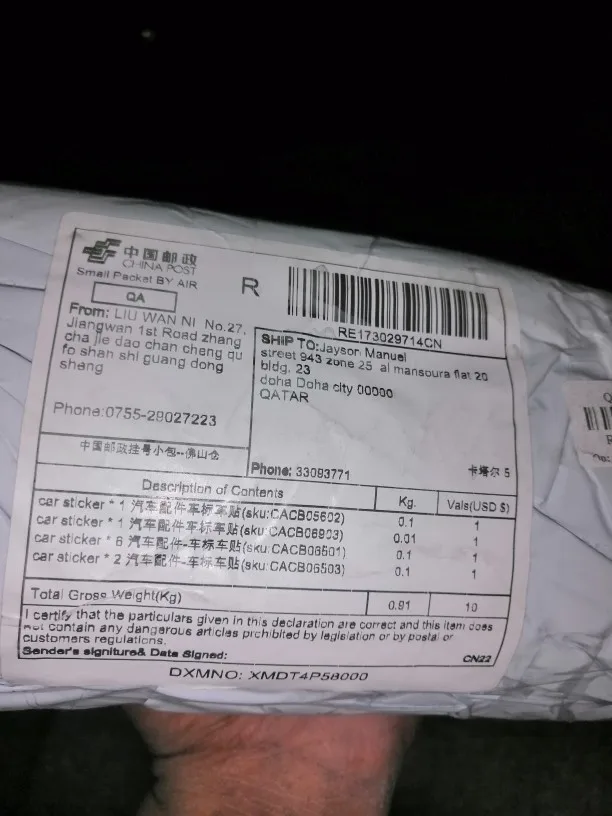 中国邮政
CHINA POST
Small Packet BY AIR
QA
R
RE173029714CN
From: LIU WAN NI No.27,
Jiangwan 1st Road zhang
cha jie dao chan cheng qu
fo shan shi guang dong
sheng
Phone:0755-28027223
中国邮政挂号小包--佛山仓
SHIP TO:Jayson Manuel
street 943 zone 25 al mansoura flat 20
bldg. 23
doha Doha city 00000
QATAR
Phone: 33093771
卡塔尔 5
Description of Contents Kg. Vals(USD $)
car sticker * 1 汽车配件车标车贴(sku:CACB05602) 0.1 1
car sticker * 1 汽车配件车标车贴(sku:CACB06903) 0.01 1
car sticker * 6 汽车配件-车标车贴(sku:CACB06501) 0.1 1
car sticker * 2 汽车配件-车标车贴(sku:CACB06503) 0.1 1
Total Gross Weight(Kg) 0.91 10
I certify that the particulars given in this declaration are correct and this item does
not contain any dangerous articles prohibited by legislation or by postal or
customers regulations.
Sender's signiture& Date Signed: CN22
DXMNO: XMDT4P58000